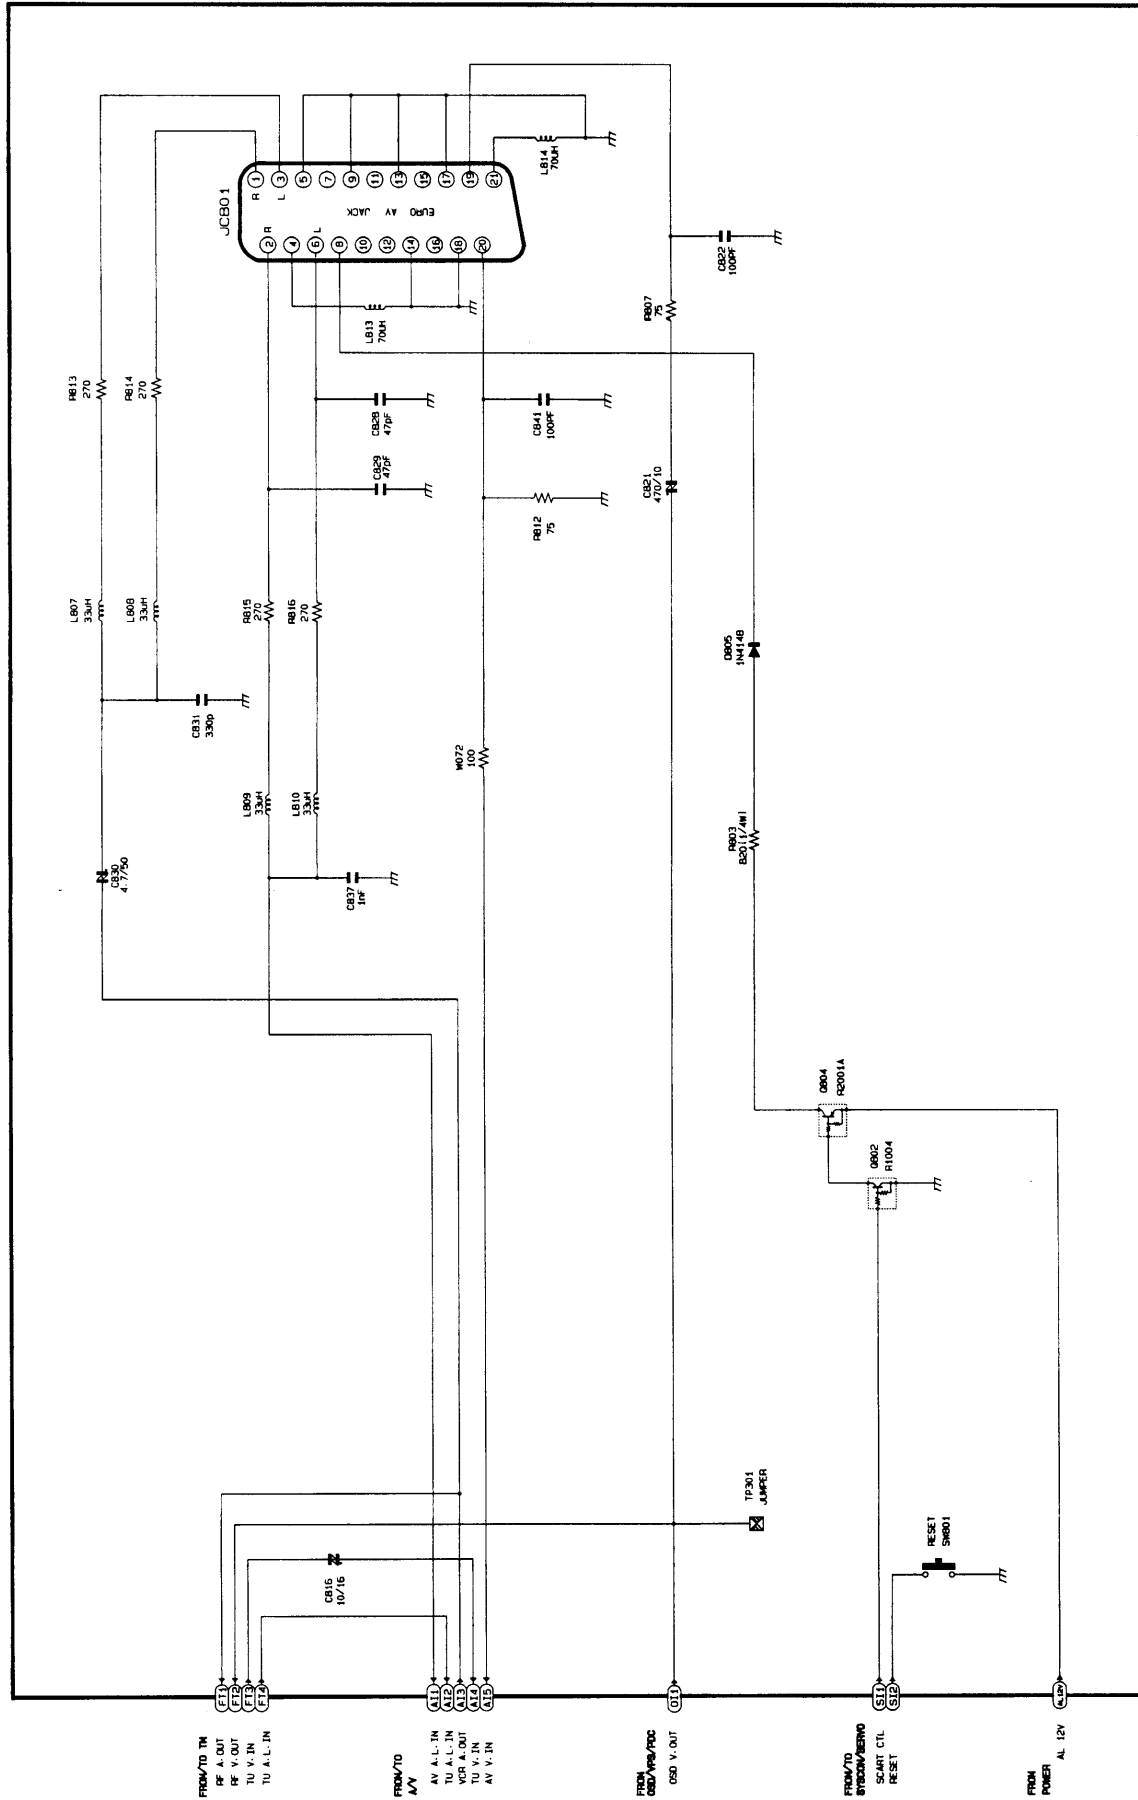 JC801
EURO AV JACK
R
L
1
3
5
7
9
11
13
15
17
19
21
R
L
2
4
6
8
10
12
14
16
18
20
L814
70UH
L813
70UH
C822
100PF
R807
75
R813
270
R814
270
C828
47pF
C829
47pF
C841
100PF
R812
75
C821
470/10
L807
33uH
L808
33uH
R815
270
R816
270
D805
1N4148
C831
330p
W072
100
L809
33uH
L810
33uH
R803
820(1/4W)
C830
4.7/50
C837
1nF
Q804
R2001A
Q802
R1004
TP301
JUMPER
RESET
SW801
C816
10/16
FROM/TO TM
RF A.OUT
FT1
RF V.OUT
FT2
TU V.IN
FT3
TU A.L.IN
FT4
FROM/TO
A/V
AV A.L.IN
AI1
TU A.L.IN
AI2
VCR A.OUT
AI3
TU V.IN
AI4
AV V.IN
AI5
FROM
OSD/VPS/PDC
OSD V.OUT
OI1
FROM/TO
SYSCON/SERVO
SCART CTL
SI1
RESET
SI2
FROM
POWER
AL 12V
AL12V